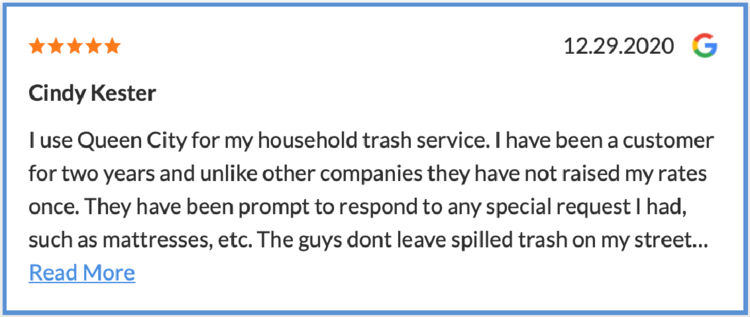 12.29.2020
Cindy Kester
I use Queen City for my household trash service. I have been a customer
for two years and unlike other companies they have not raised my rates
once. They have been prompt to respond to any special request I had,
such as mattresses, etc. The guys dont leave spilled trash on my street...
Read More